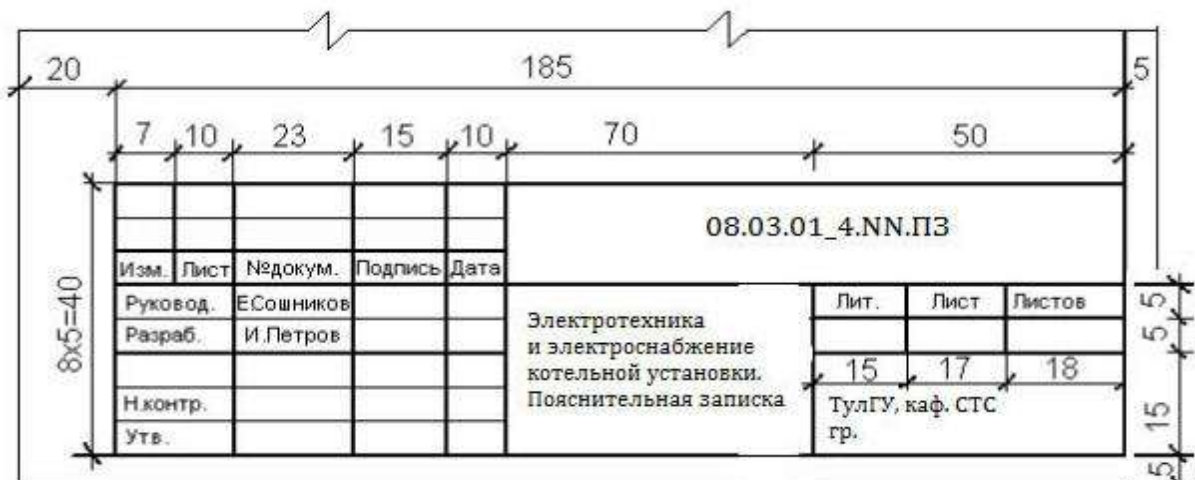 20 185 5
7 10 23 15 10 70 50
08.03.01_4.NN.ПЗ
Изм. Лист №докум. Подпись Дата
8x5=40
Руковод. ЕСошников
Разраб. И.Петров
Н.контр.
Утв.
Электротехника
и электроснабжение
котельной установки.
Пояснительная записка
Лит. Лист Листов
15 17 18
ТулГУ, каф. СТС
гр.
5
5
15
5